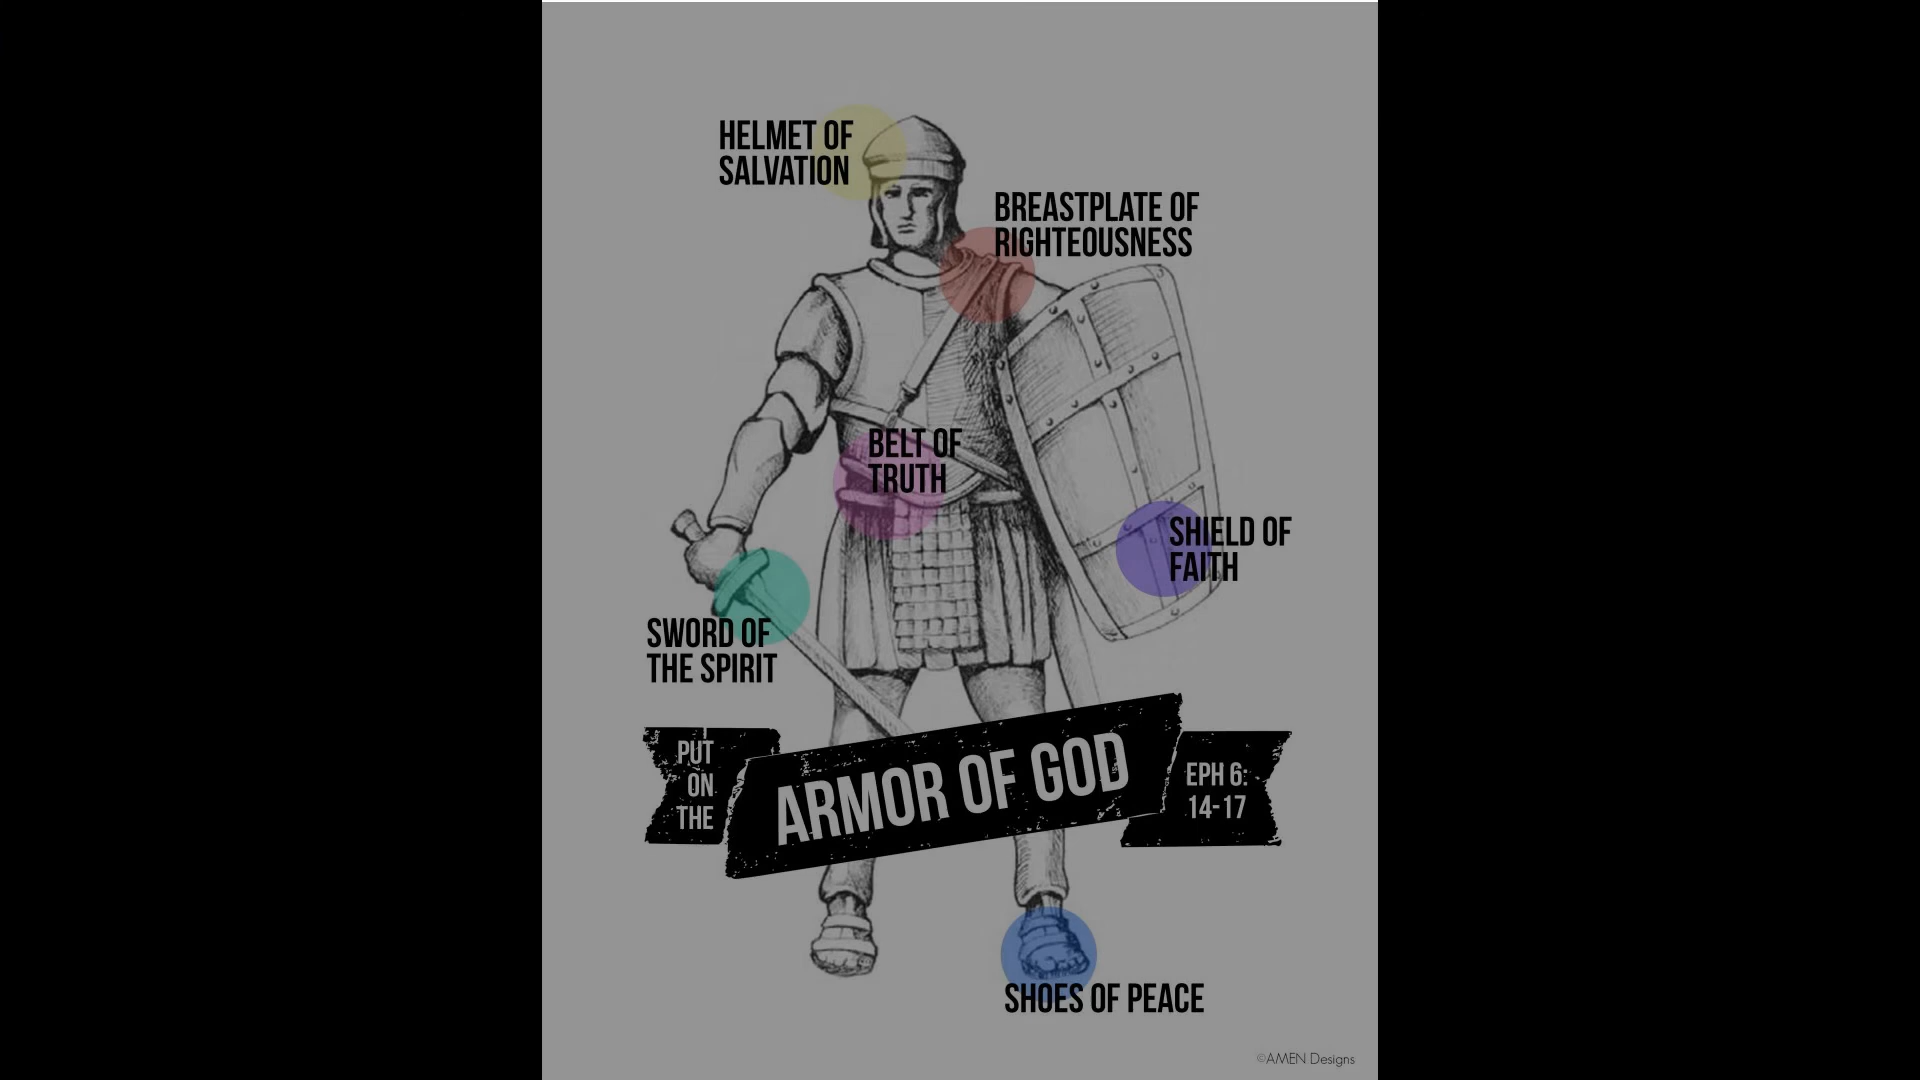 HELMET OF
SALVATION
BREASTPLATE OF
RIGHTEOUSNESS
BELT OF
TRUTH
SHIELD OF
FAITH
SWORD OF
THE SPIRIT
PUT
ON
THE
ARMOR OF GOD
EPH 6:
14-17
SHOES OF PEACE
©AMEN Designs